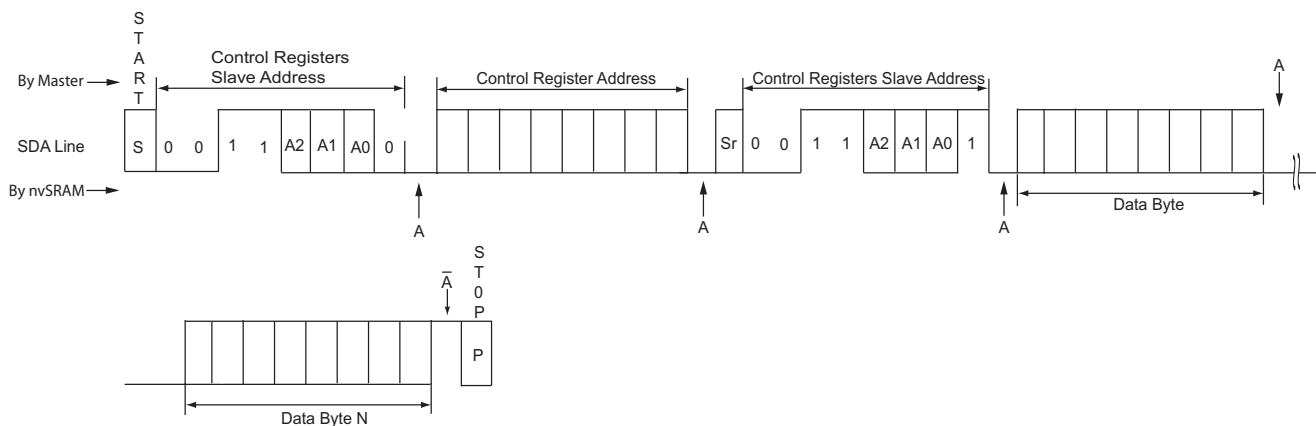 START
Control Registers
Slave Address
By Master
Control Register Address
Control Registers Slave Address
A
SDA Line
S 0 0 1 1 A2 A1 A0 0
Sr 0 0 1 1 A2 A1 A0 1
By nvSRAM
A
A
A
Data Byte
A̅
ST0P
P
Data Byte N